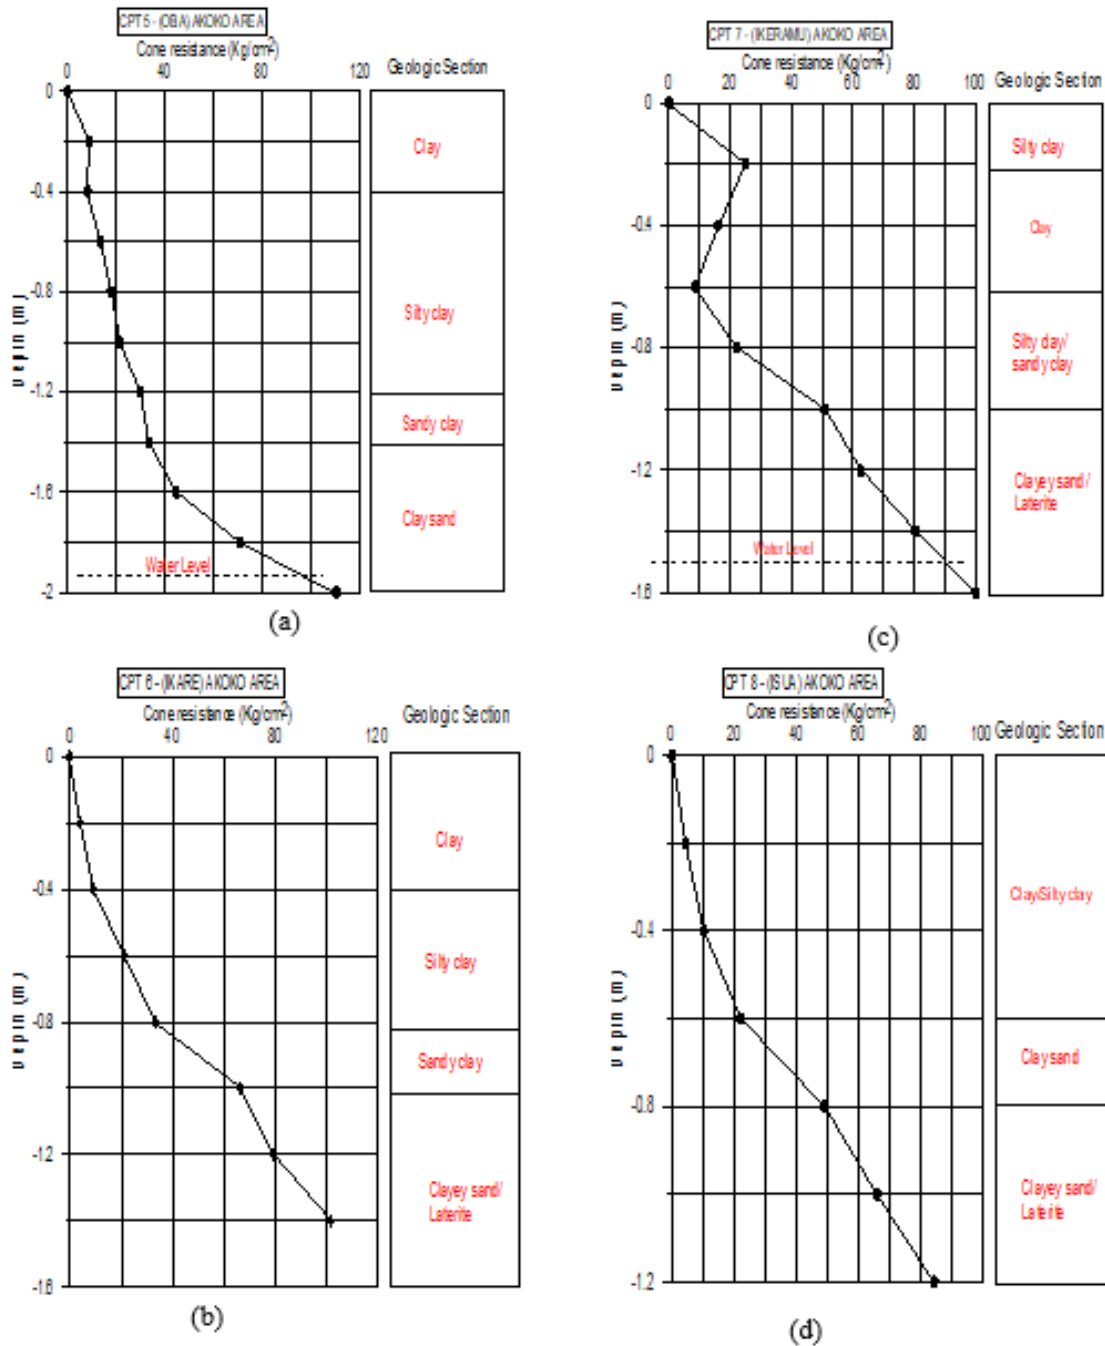 CPT 5 - (OBA) AKOKO AREA
Cone resistance (Kg/cm2)
0 40 80 120
Geologic Section
0
-0.4
-0.8
-1.2
-1.6
-2
Depth (m)
Clay
Silty clay
Sandy clay
Clay sand
Water Level
(a)
CPT 7 - (IKERAMU) AKOKO AREA
Cone resistance (Kg/cm2)
0 20 40 60 80 100
Geologic Section
0
-0.4
-0.8
-1.2
-1.6
Depth (m)
Silty clay
Clay
Silty clay/
sandy clay
Clayey sand/
Laterite
Water Level
(c)
CPT 6 - (IKARE) AKOKO AREA
Cone resistance (Kg/cm2)
0 40 80 120
Geologic Section
0
-0.4
-0.8
-1.2
-1.6
Depth (m)
Clay
Silty clay
Sandy clay
Clayey sand/
Laterite
(b)
CPT 8 - (ISUA) AKOKO AREA
Cone resistance (Kg/cm2)
0 20 40 60 80 100
Geologic Section
0
-0.4
-0.8
-1.2
Depth (m)
Clay/Silty clay
Clay sand
Clayey sand/
Laterite
(d)